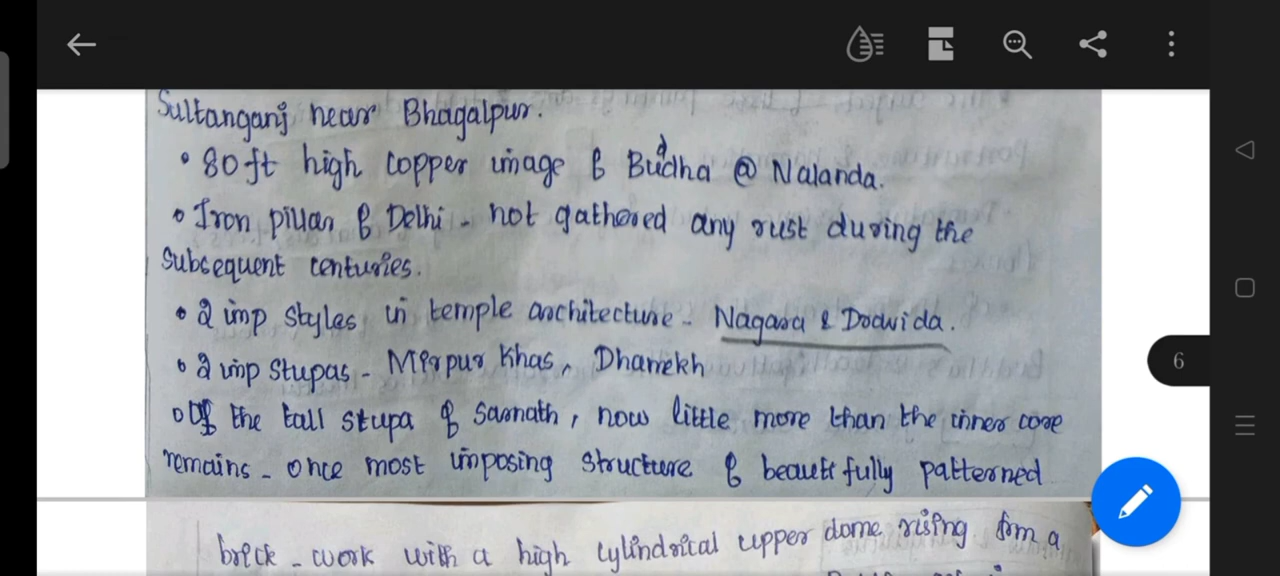 Sultanganj near Bhagalpur.
• 80ft high copper image of Buddha @ Nalanda.
• Iron pillar of Delhi - not gathered any rust during the
Subsequent centuries.
• 2 imp styles in temple architecture - Nagara & Dravida.
• 2 imp Stupas - Mirpur Khas, Dhamekh
6
• Of the tall stupa of Sarnath, now little more than the inner core
remains - once most imposing structure of beautifully patterned
brick-work with a high cylindrical upper dome rising from a